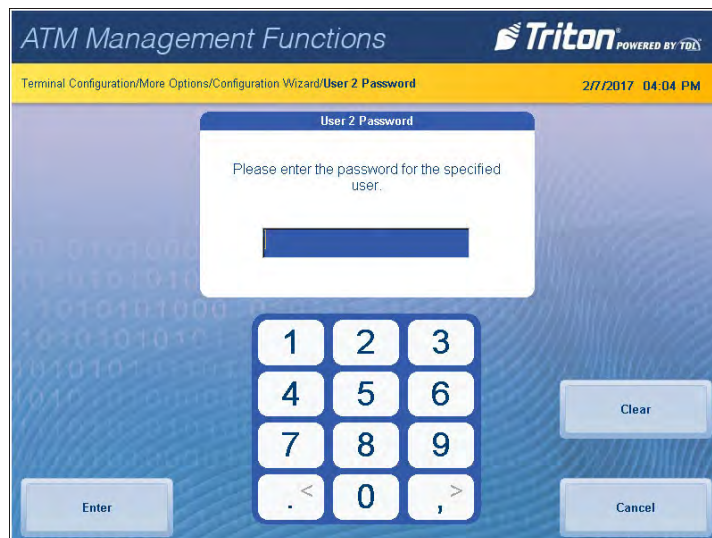 ATM Management Functions
Triton POWERED BY TDL
Terminal Configuration/More Options/Configuration Wizard/User 2 Password
2/7/2017 04:04 PM
User 2 Password
Please enter the password for the specified
user.
1 2 3
4 5 6
7 8 9
. < 0 , >
Clear
Enter
Cancel